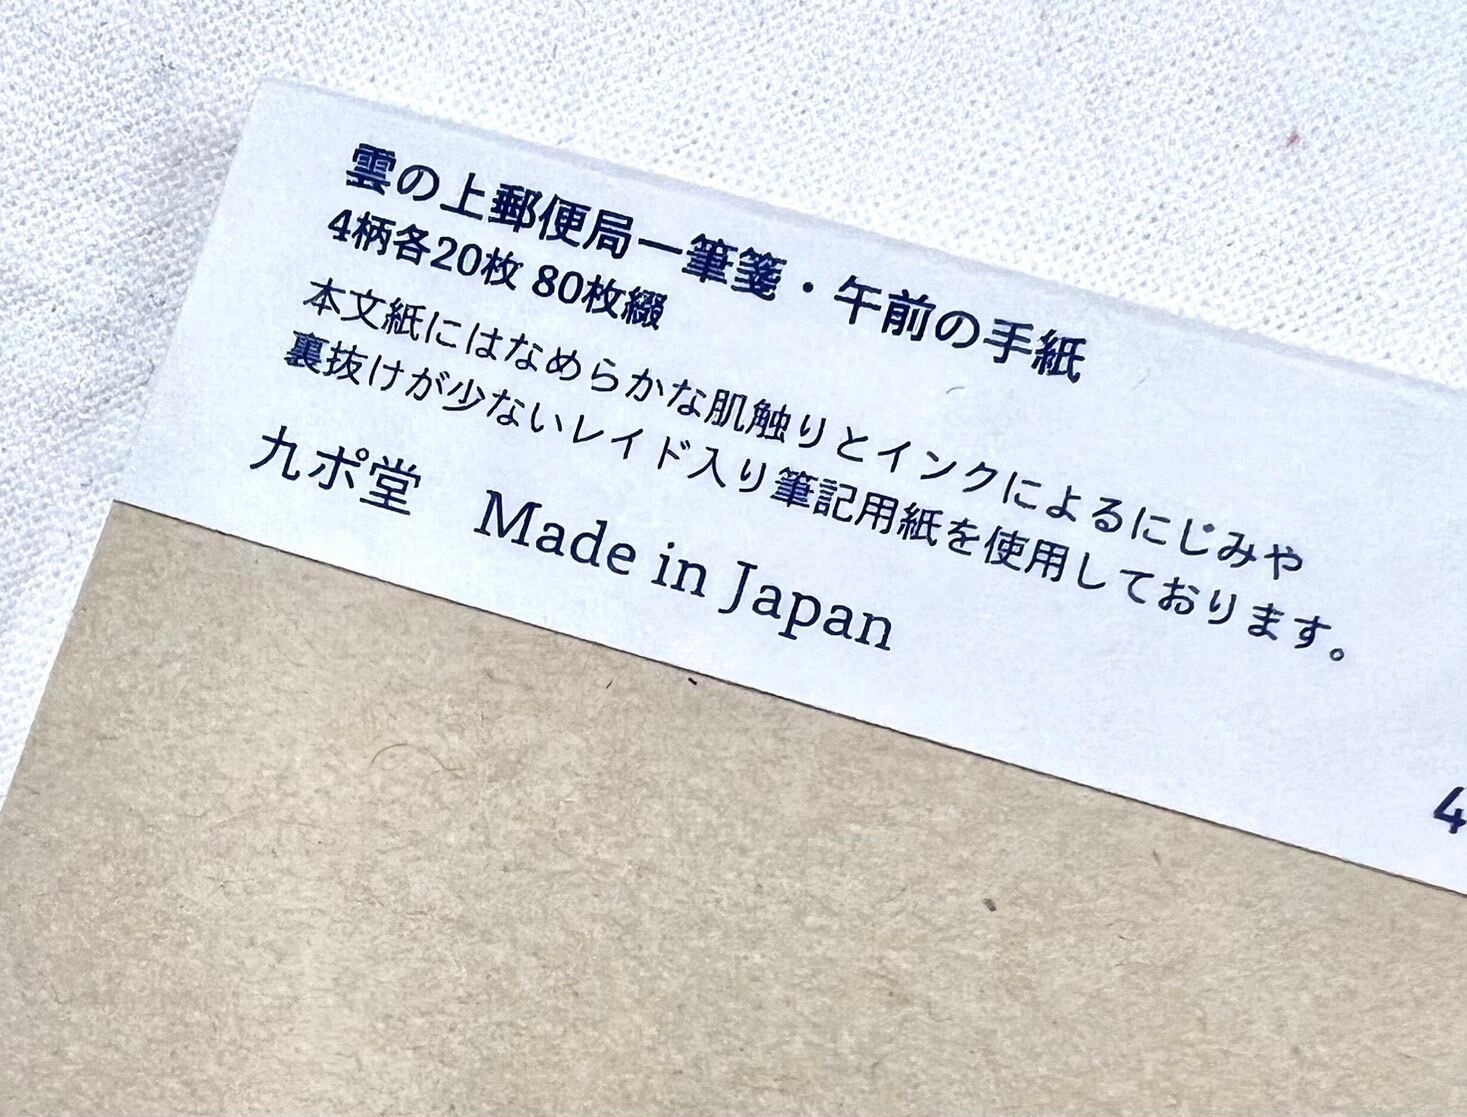 雲の上郵便局一筆箋・午前の手紙
4柄各20枚 80枚綴
本文紙にはなめらかな肌触りとインクによるにじみや
裏抜けが少ないレイド入り筆記用紙を使用しております。
九ポ堂　Made in Japan
4